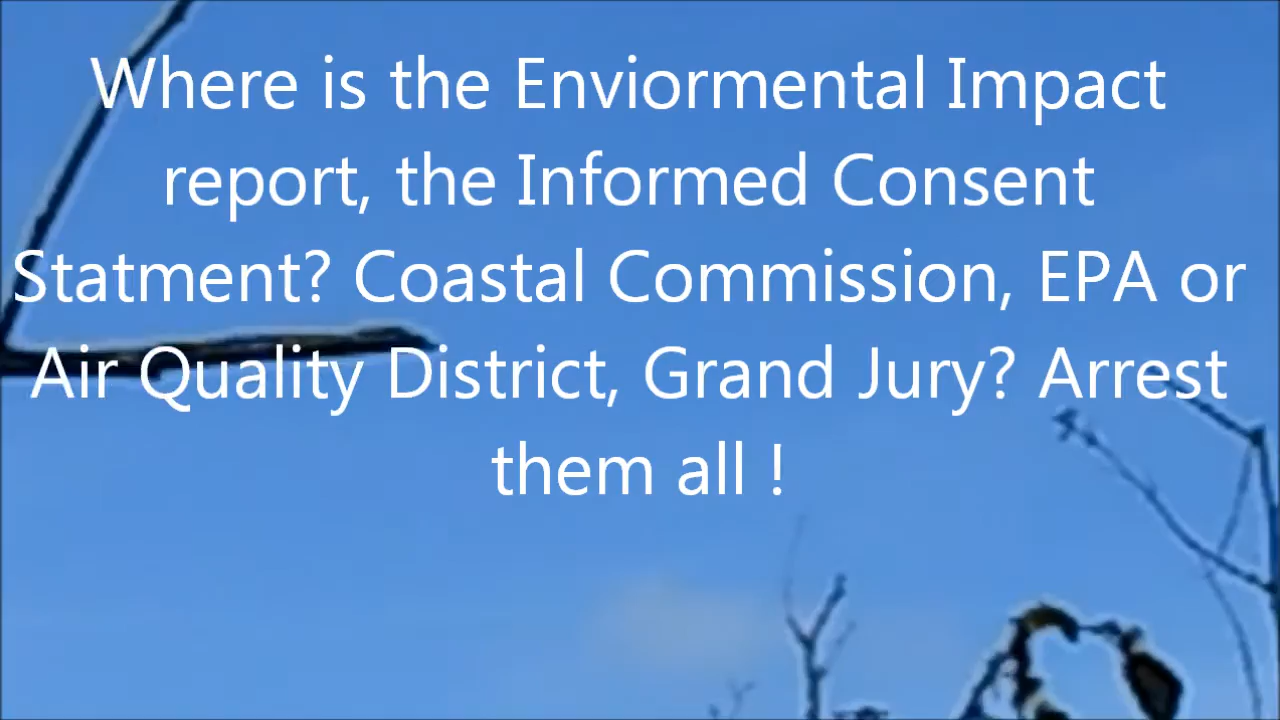 Where is the Enviormental Impact
report, the Informed Consent
Statment? Coastal Commission, EPA or
Air Quality District, Grand Jury? Arrest
them all !